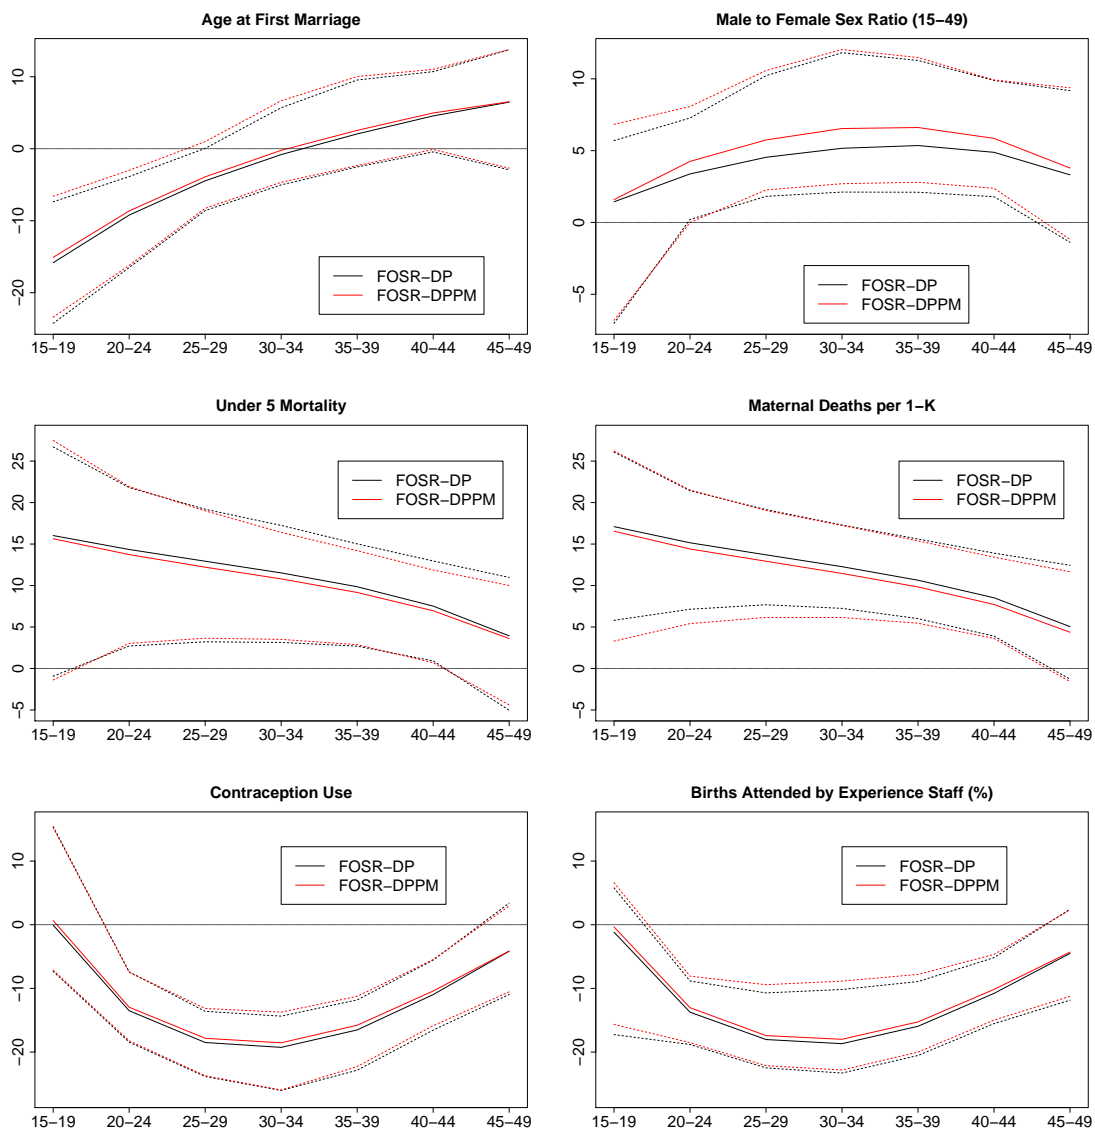 Age at First Marriage
10
0
−10
−20
FOSR−DP
FOSR−DPPM
15−19 20−24 25−29 30−34 35−39 40−44 45−49
Male to Female Sex Ratio (15−49)
10
5
0
−5
FOSR−DP
FOSR−DPPM
15−19 20−24 25−29 30−34 35−39 40−44 45−49
Under 5 Mortality
25
20
15
10
5
0
−5
FOSR−DP
FOSR−DPPM
15−19 20−24 25−29 30−34 35−39 40−44 45−49
Maternal Deaths per 1−K
25
20
15
10
5
0
−5
FOSR−DP
FOSR−DPPM
15−19 20−24 25−29 30−34 35−39 40−44 45−49
Contraception Use
10
0
−10
−20
FOSR−DP
FOSR−DPPM
15−19 20−24 25−29 30−34 35−39 40−44 45−49
Births Attended by Experience Staff (%)
10
0
−10
−20
FOSR−DP
FOSR−DPPM
15−19 20−24 25−29 30−34 35−39 40−44 45−49